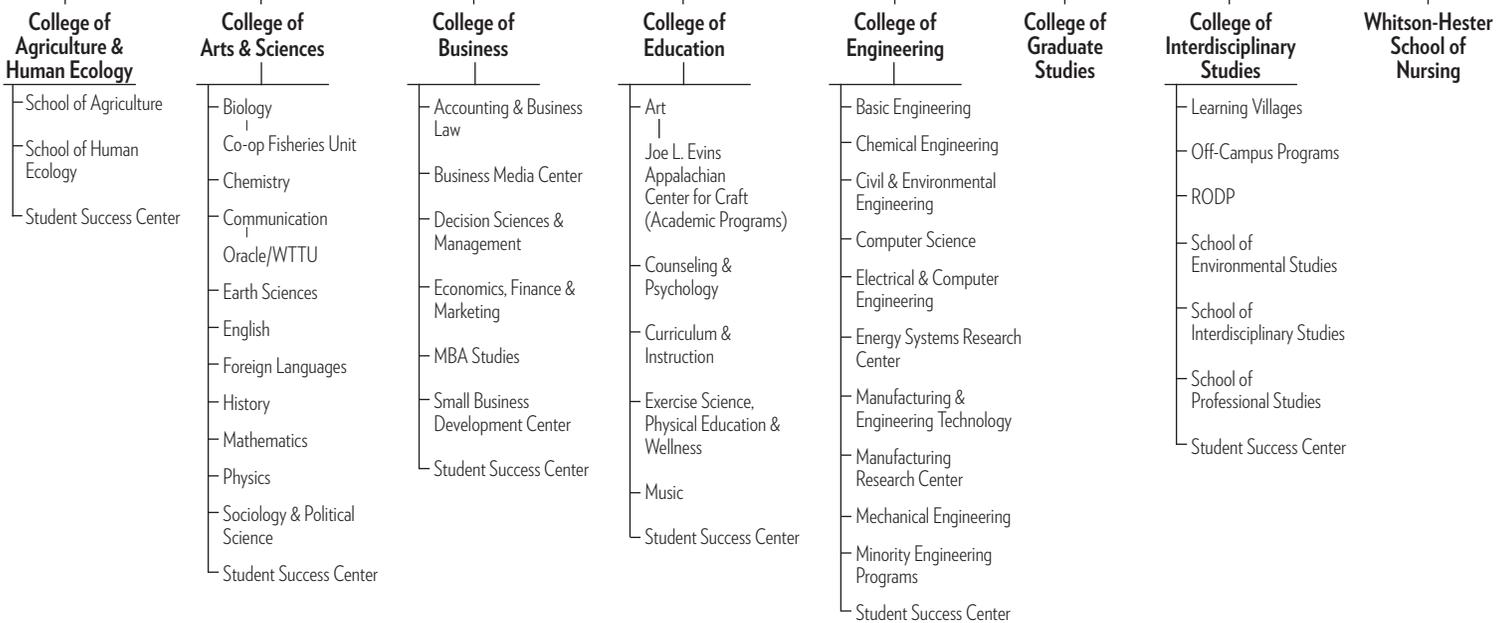 College of
Agriculture &
Human Ecology
School of Agriculture
School of Human
Ecology
Student Success Center
College of
Arts & Sciences
Biology
Co-op Fisheries Unit
Chemistry
Communication
Oracle/WTTU
Earth Sciences
English
Foreign Languages
History
Mathematics
Physics
Sociology & Political
Science
Student Success Center
College of
Business
Accounting & Business
Law
Business Media Center
Decision Sciences &
Management
Economics, Finance &
Marketing
MBA Studies
Small Business
Development Center
Student Success Center
College of
Education
Art
Joe L. Evins
Appalachian
Center for Craft
(Academic Programs)
Counseling &
Psychology
Curriculum &
Instruction
Exercise Science,
Physical Education &
Wellness
Music
Student Success Center
College of
Engineering
Basic Engineering
Chemical Engineering
Civil & Environmental
Engineering
Computer Science
Electrical & Computer
Engineering
Energy Systems Research
Center
Manufacturing &
Engineering Technology
Manufacturing
Research Center
Mechanical Engineering
Minority Engineering
Programs
Student Success Center
College of
Graduate
Studies
College of
Interdisciplinary
Studies
Learning Villages
Off-Campus Programs
RODP
School of
Environmental Studies
School of
Interdisciplinary Studies
School of
Professional Studies
Student Success Center
Whitson-Hester
School of
Nursing